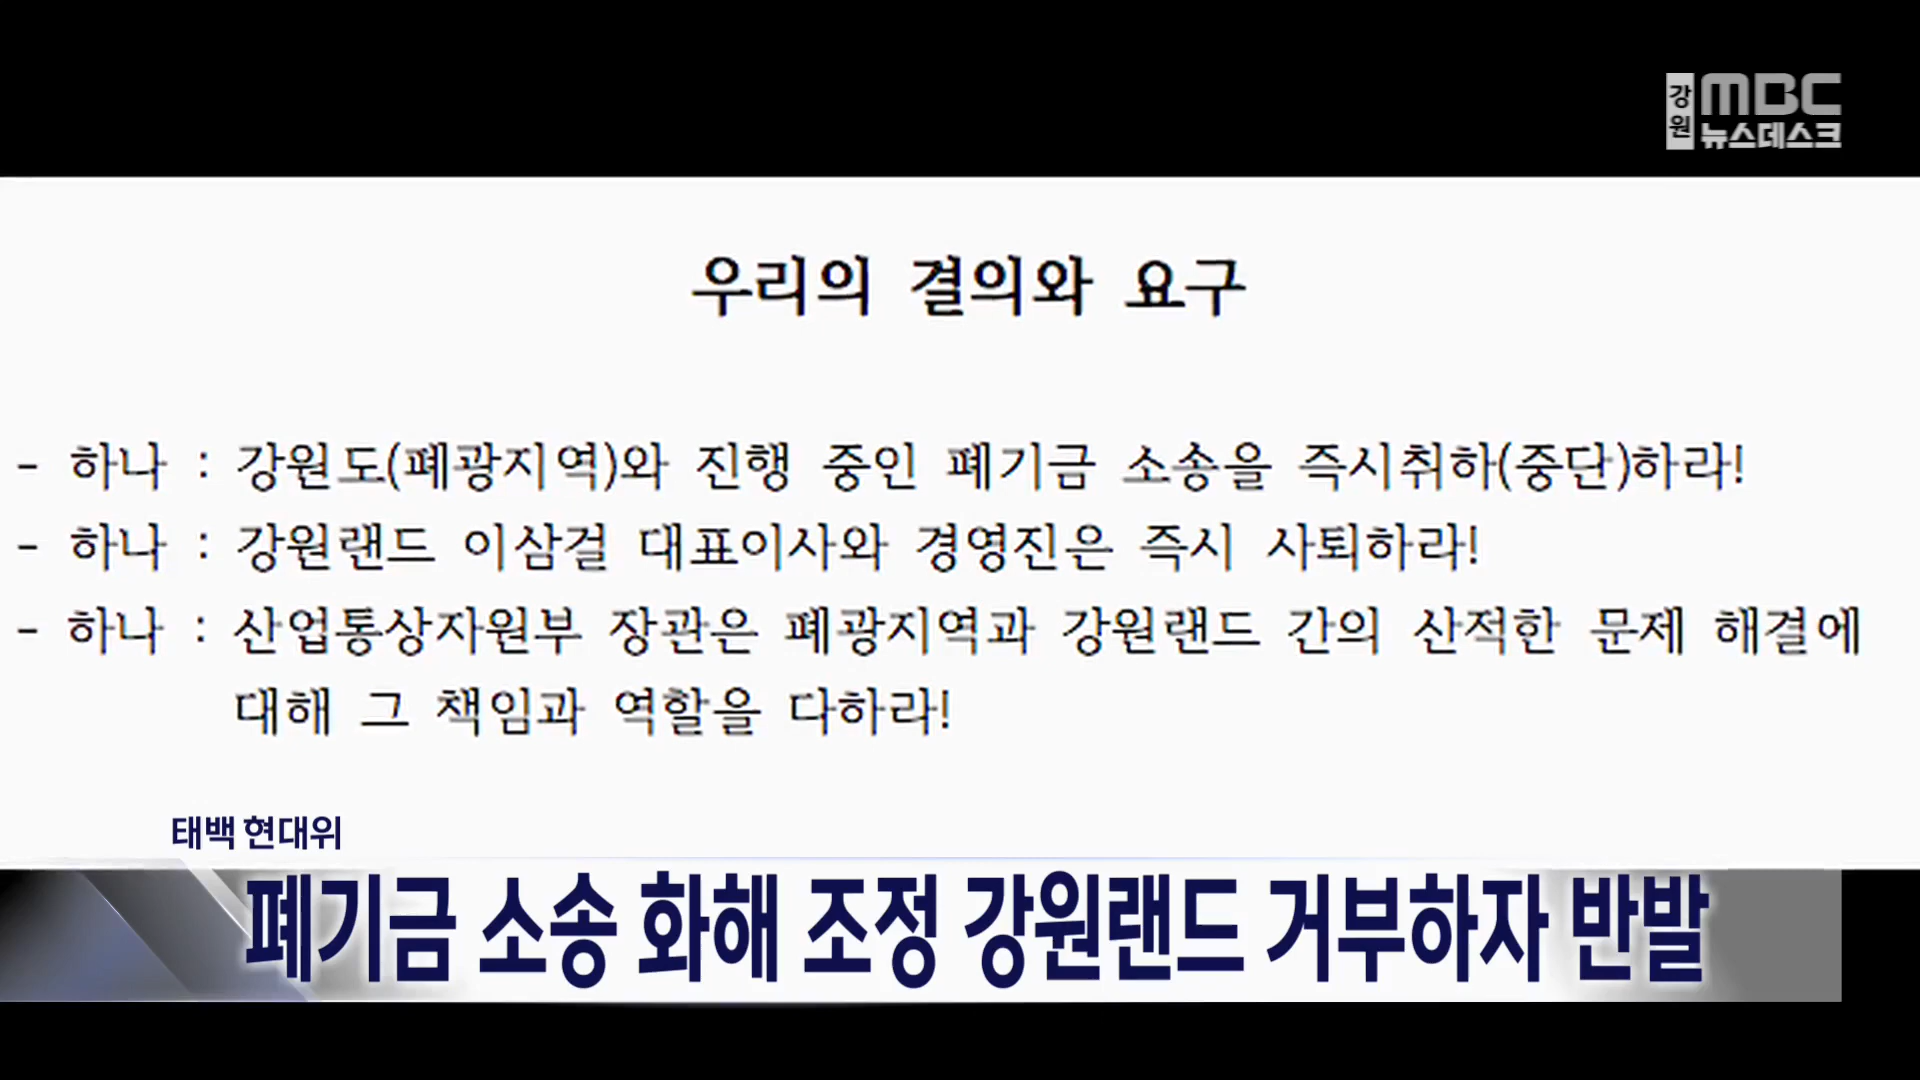 강원 MBC
뉴스데스크
우리의 결의와 요구
- 하나 : 강원도(폐광지역)와 진행 중인 폐기금 소송을 즉시취하(중단)하라!
- 하나 : 강원랜드 이삼걸 대표이사와 경영진은 즉시 사퇴하라!
- 하나 : 산업통상자원부 장관은 폐광지역과 강원랜드 간의 산적한 문제 해결에
대해 그 책임과 역할을 다하라!
태백 현대위
폐기금 소송 화해 조정 강원랜드 거부하자 반발